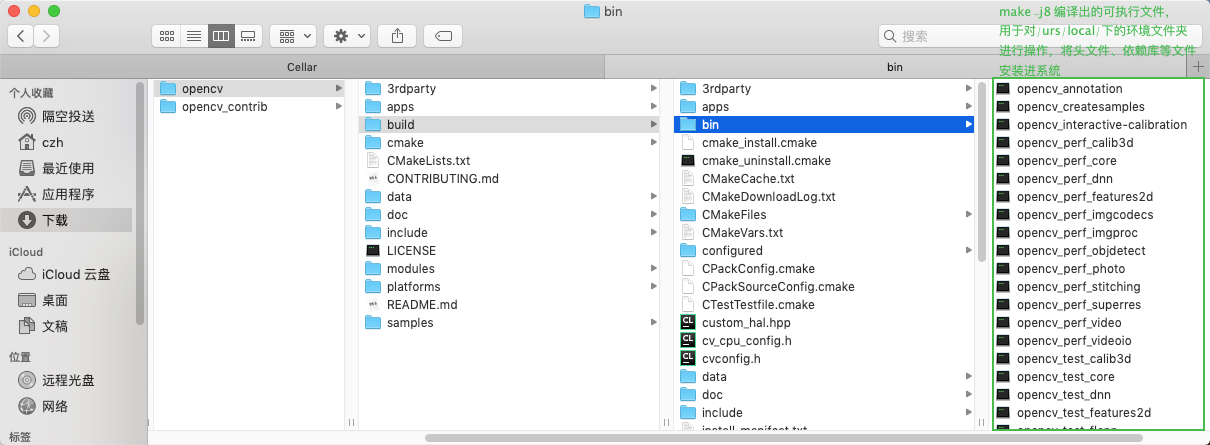 bin
make -j8 编译出的可执行文件，
用于对/urs/local/下的环境文件夹
进行操作，将头文件、依赖库等文件
安装进系统
搜索
Cellar
bin
个人收藏
隔空投送
czh
最近使用
应用程序
下载
iCloud
iCloud 云盘
桌面
文稿
位置
远程光盘
网络
标签
opencv
opencv_contrib
3rdparty
apps
build
cmake
CMakeLists.txt
CONTRIBUTING.md
data
doc
include
LICENSE
modules
platforms
README.md
samples
3rdparty
apps
bin
cmake_install.cmake
cmake_uninstall.cmake
CMakeCache.txt
CMakeDownloadLog.txt
CMakeFiles
CMakeVars.txt
configured
CPackConfig.cmake
CPackSourceConfig.cmake
CTestTestfile.cmake
custom_hal.hpp
cv_cpu_config.h
cvconfig.h
data
doc
include
install_manifest.txt
opencv_annotation
opencv_createsamples
opencv_interactive-calibration
opencv_perf_calib3d
opencv_perf_core
opencv_perf_dnn
opencv_perf_features2d
opencv_perf_imgcodecs
opencv_perf_imgproc
opencv_perf_objdetect
opencv_perf_photo
opencv_perf_stitching
opencv_perf_superres
opencv_perf_video
opencv_perf_videoio
opencv_test_calib3d
opencv_test_core
opencv_test_dnn
opencv_test_features2d
opencv_test_flann